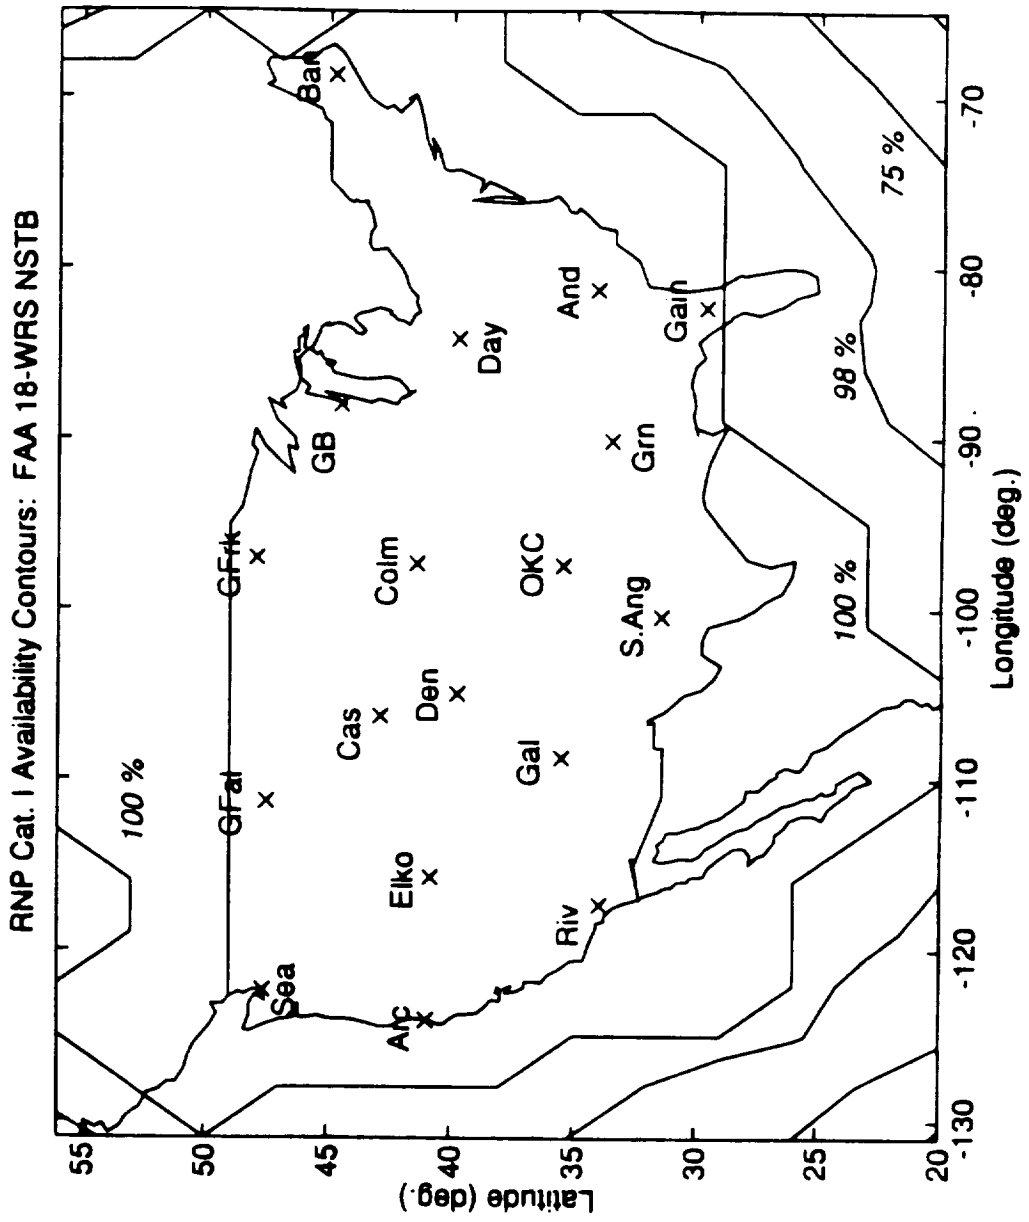 RNP Cat. I Availability Contours: FAA 18-WRS NSTB
100 %
GFal
GFrk
Sea
Bar
GB
Cas
Elko
Arc
Den
Colm
Day
Gal
OKC
And
Riv
S.Ang
Grn
Gain
100 %
98 %
75 %
Latitude (deg.)
55
50
45
40
35
30
25
20
-130
-120
-110
-100
-90
-80
-70
Longitude (deg.)